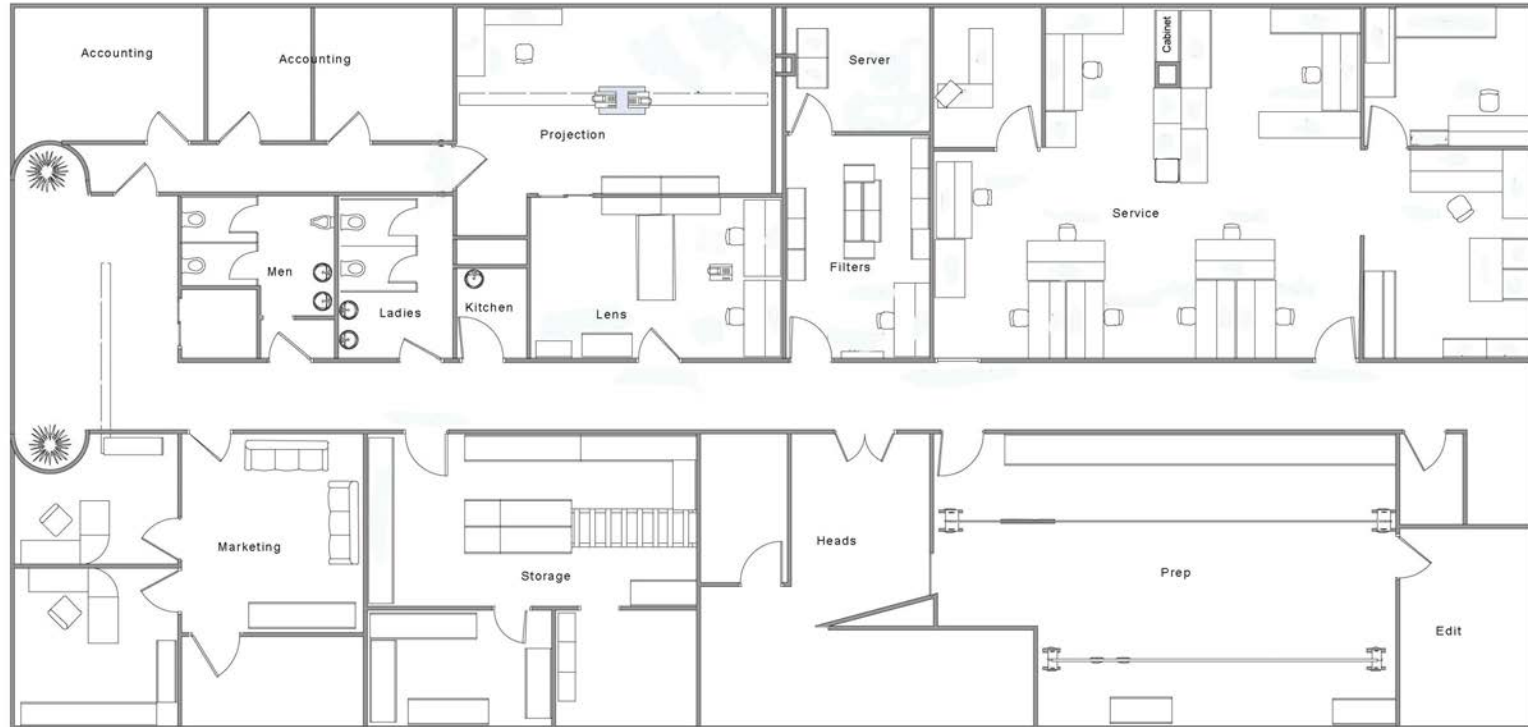 Accounting
Accounting
Cabinet
Server
Projection
Service
Men
Filters
Kitchen
Ladies
Lens
Marketing
Heads
Storage
Prep
Edit